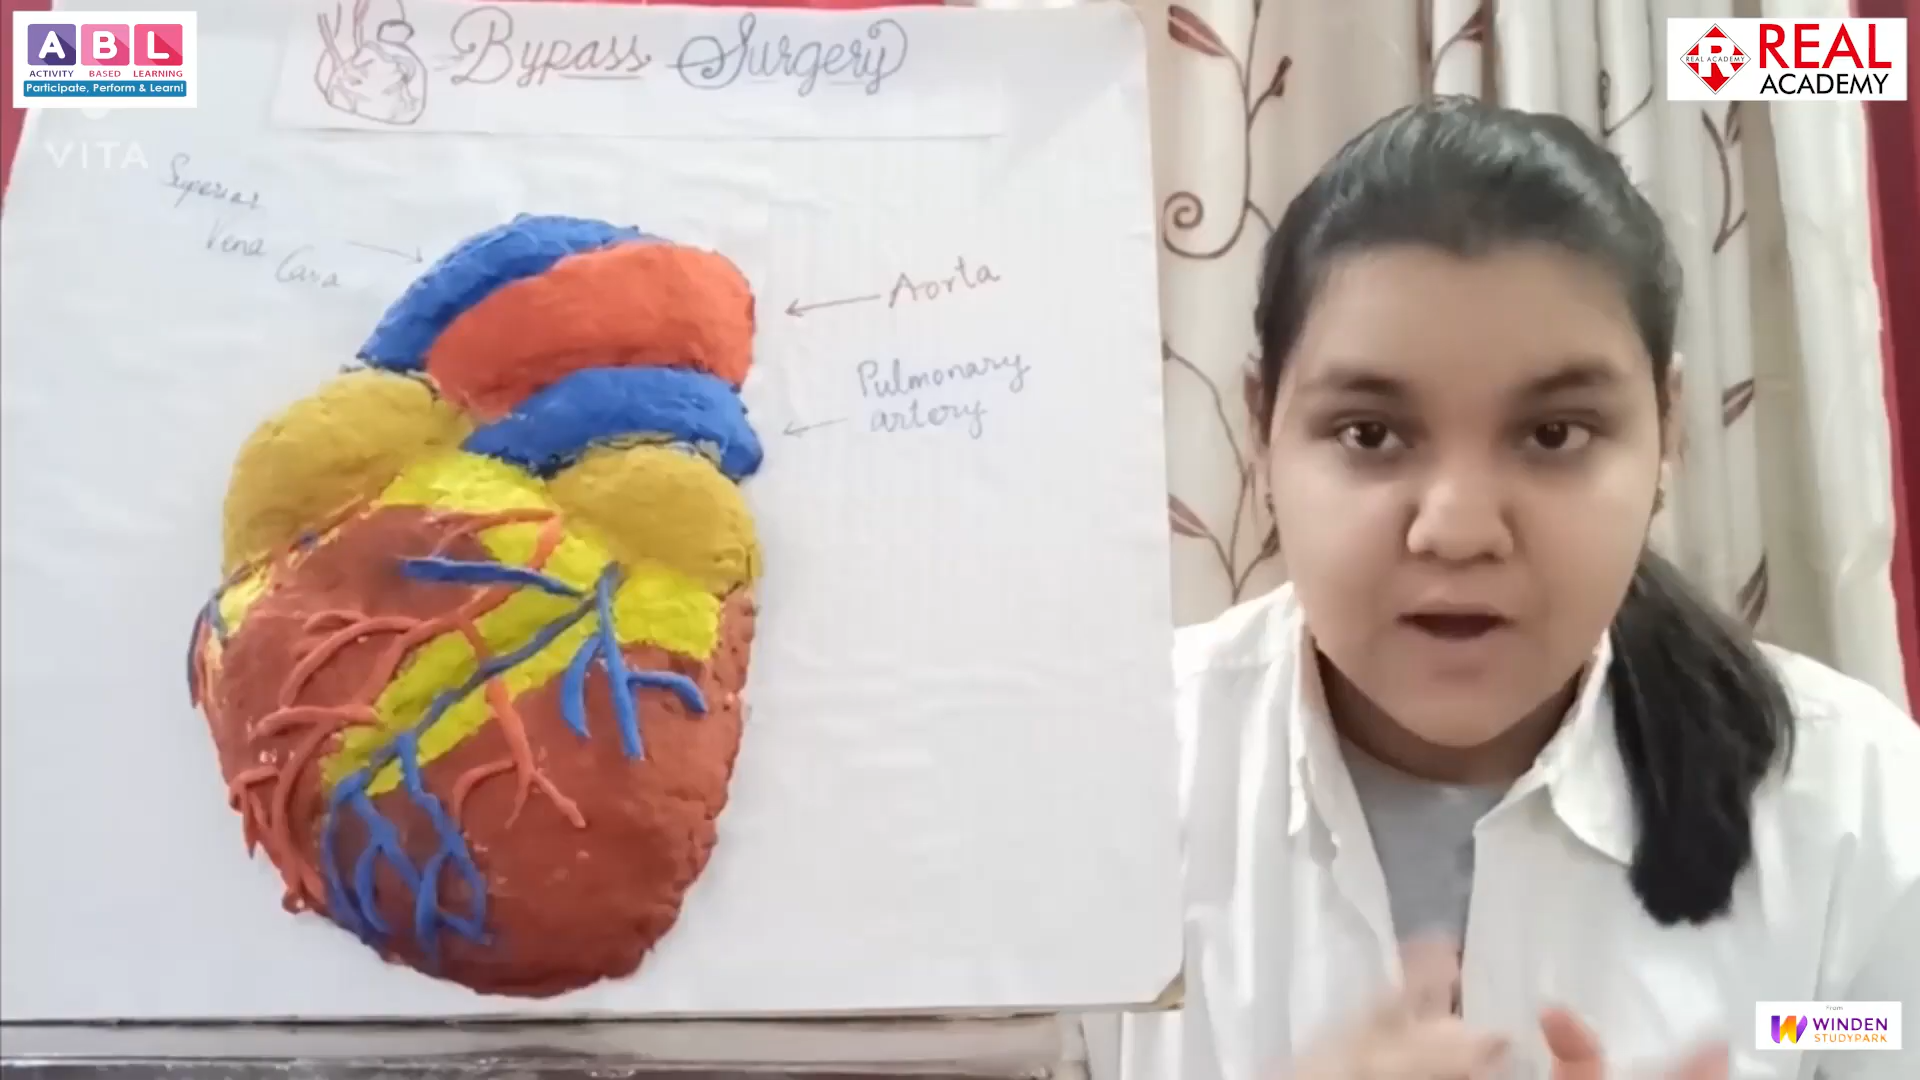 A B L
ACTIVITY BASED LEARNING
Participate, Perform & Learn!
VITA
Bypass Surgery
REAL ACADEMY
REAL
ACADEMY
Superior
Vena
Cava
Aorta
Pulmonary
artery
From
WINDEN
STUDYPARK